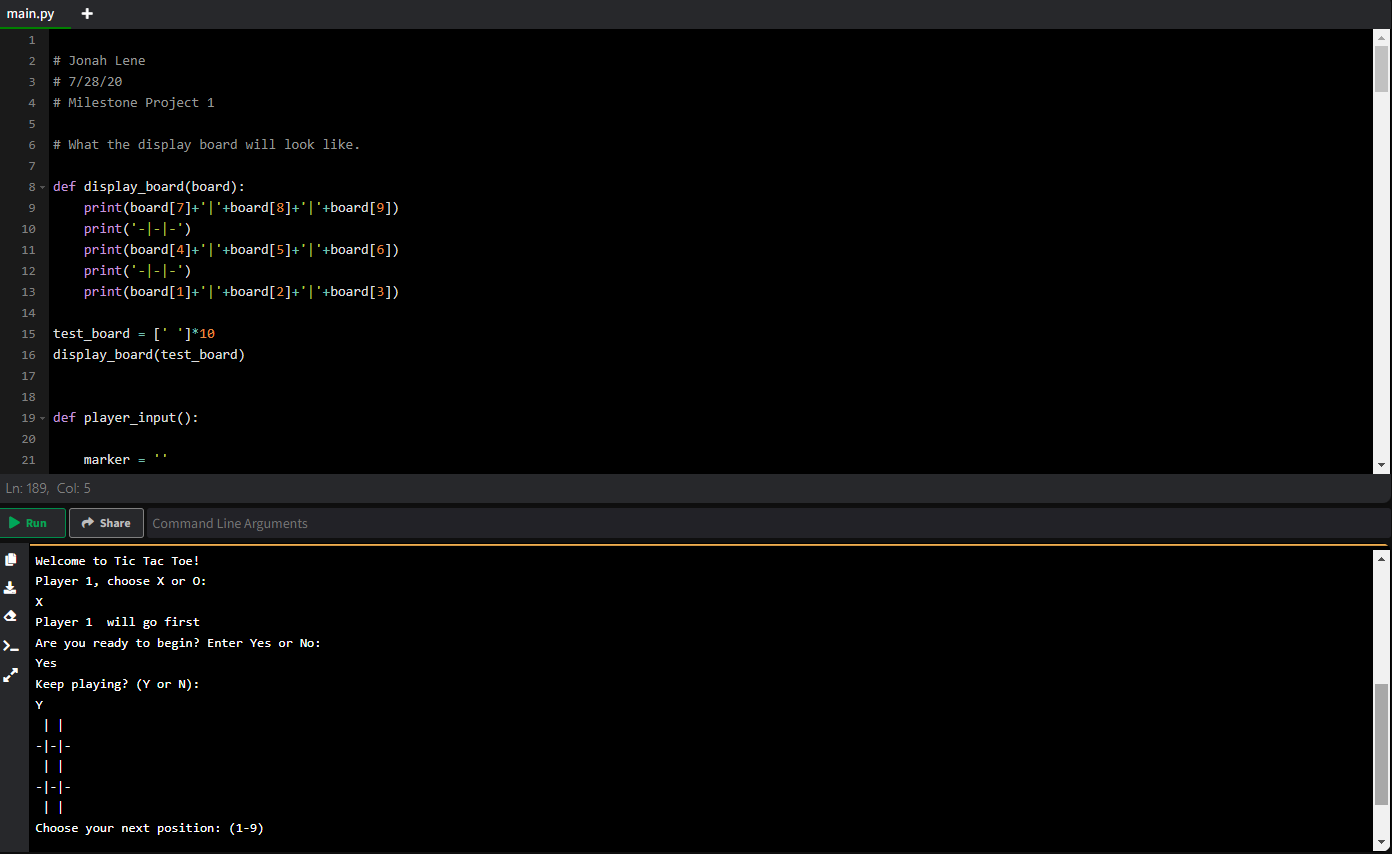 main.py +
1
2 # Jonah Lene
3 # 7/28/20
4 # Milestone Project 1
5
6 # What the display board will look like.
7
8 def display_board(board):
9     print(board[7]+'|'+board[8]+'|'+board[9])
10     print('-|-|-')
11     print(board[4]+'|'+board[5]+'|'+board[6])
12     print('-|-|-')
13     print(board[1]+'|'+board[2]+'|'+board[3])
14
15 test_board = [' ']*10
16 display_board(test_board)
17
18
19 def player_input():
20
21     marker = ''
Ln: 189, Col: 5
Run Share Command Line Arguments
Welcome to Tic Tac Toe!
Player 1, choose X or O:
X
Player 1  will go first
Are you ready to begin? Enter Yes or No:
Yes
Keep playing? (Y or N):
Y
 | |
-|-|-
 | |
-|-|-
 | |
Choose your next position: (1-9)